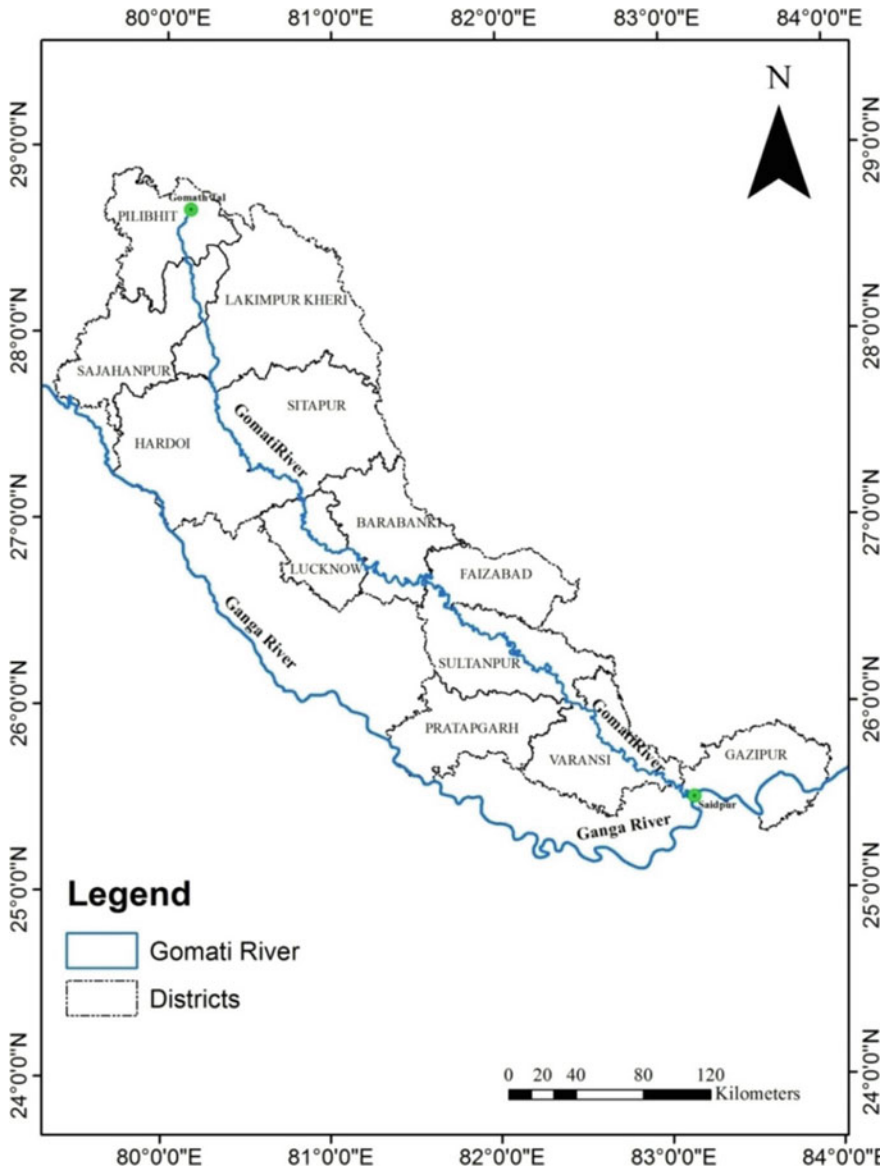 80°0'0"E 81°0'0"E 82°0'0"E 83°0'0"E 84°0'0"E
N
29°0'0"N 29°0'0"N
Gomath Tal
PILIBHIT
LAKIMPUR KHERI
28°0'0"N 28°0'0"N
SAJAHANPUR
SITAPUR
GomatiRiver
HARDOI
27°0'0"N 27°0'0"N
BARABANKI
LUCKNOW
FAIZABAD
Ganga River
SULTANPUR
26°0'0"N 26°0'0"N
GomatiRiver
PRATAPGARH
VARANSI
GAZIPUR
Saidpur
Ganga River
25°0'0"N 25°0'0"N
Legend
Gomati River
Districts
0 20 40 80 120
Kilometers
24°0'0"N 24°0'0"N
80°0'0"E 81°0'0"E 82°0'0"E 83°0'0"E 84°0'0"E